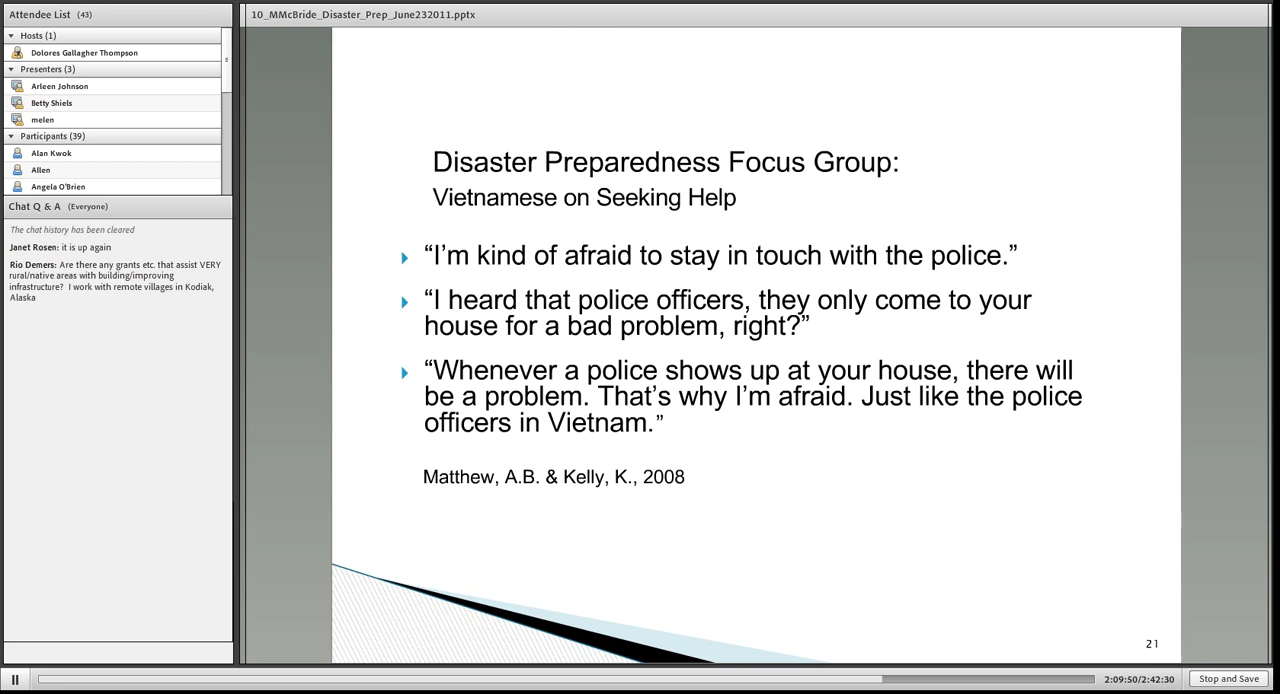 Attendee List (43)
Hosts (1)
Dolores Gallagher Thompson
Presenters (3)
Arleen Johnson
Betty Shiels
melen
Participants (39)
Alan Kwok
Allen
Angela O'Brien
Chat Q & A (Everyone)
The chat history has been cleared
Janet Rosen: it is up again
Rio Demers: Are there any grants etc. that assist VERY
rural/native areas with building/improving
infrastructure? I work with remote villages in Kodiak,
Alaska
10_MMcBride_Disaster_Prep_June232011.pptx
Disaster Preparedness Focus Group:
Vietnamese on Seeking Help
“I’m kind of afraid to stay in touch with the police.”
“I heard that police officers, they only come to your
house for a bad problem, right?”
“Whenever a police shows up at your house, there will
be a problem. That’s why I’m afraid. Just like the police
officers in Vietnam.”
Matthew, A.B. & Kelly, K., 2008
21
2:09:50/2:42:30
Stop and Save